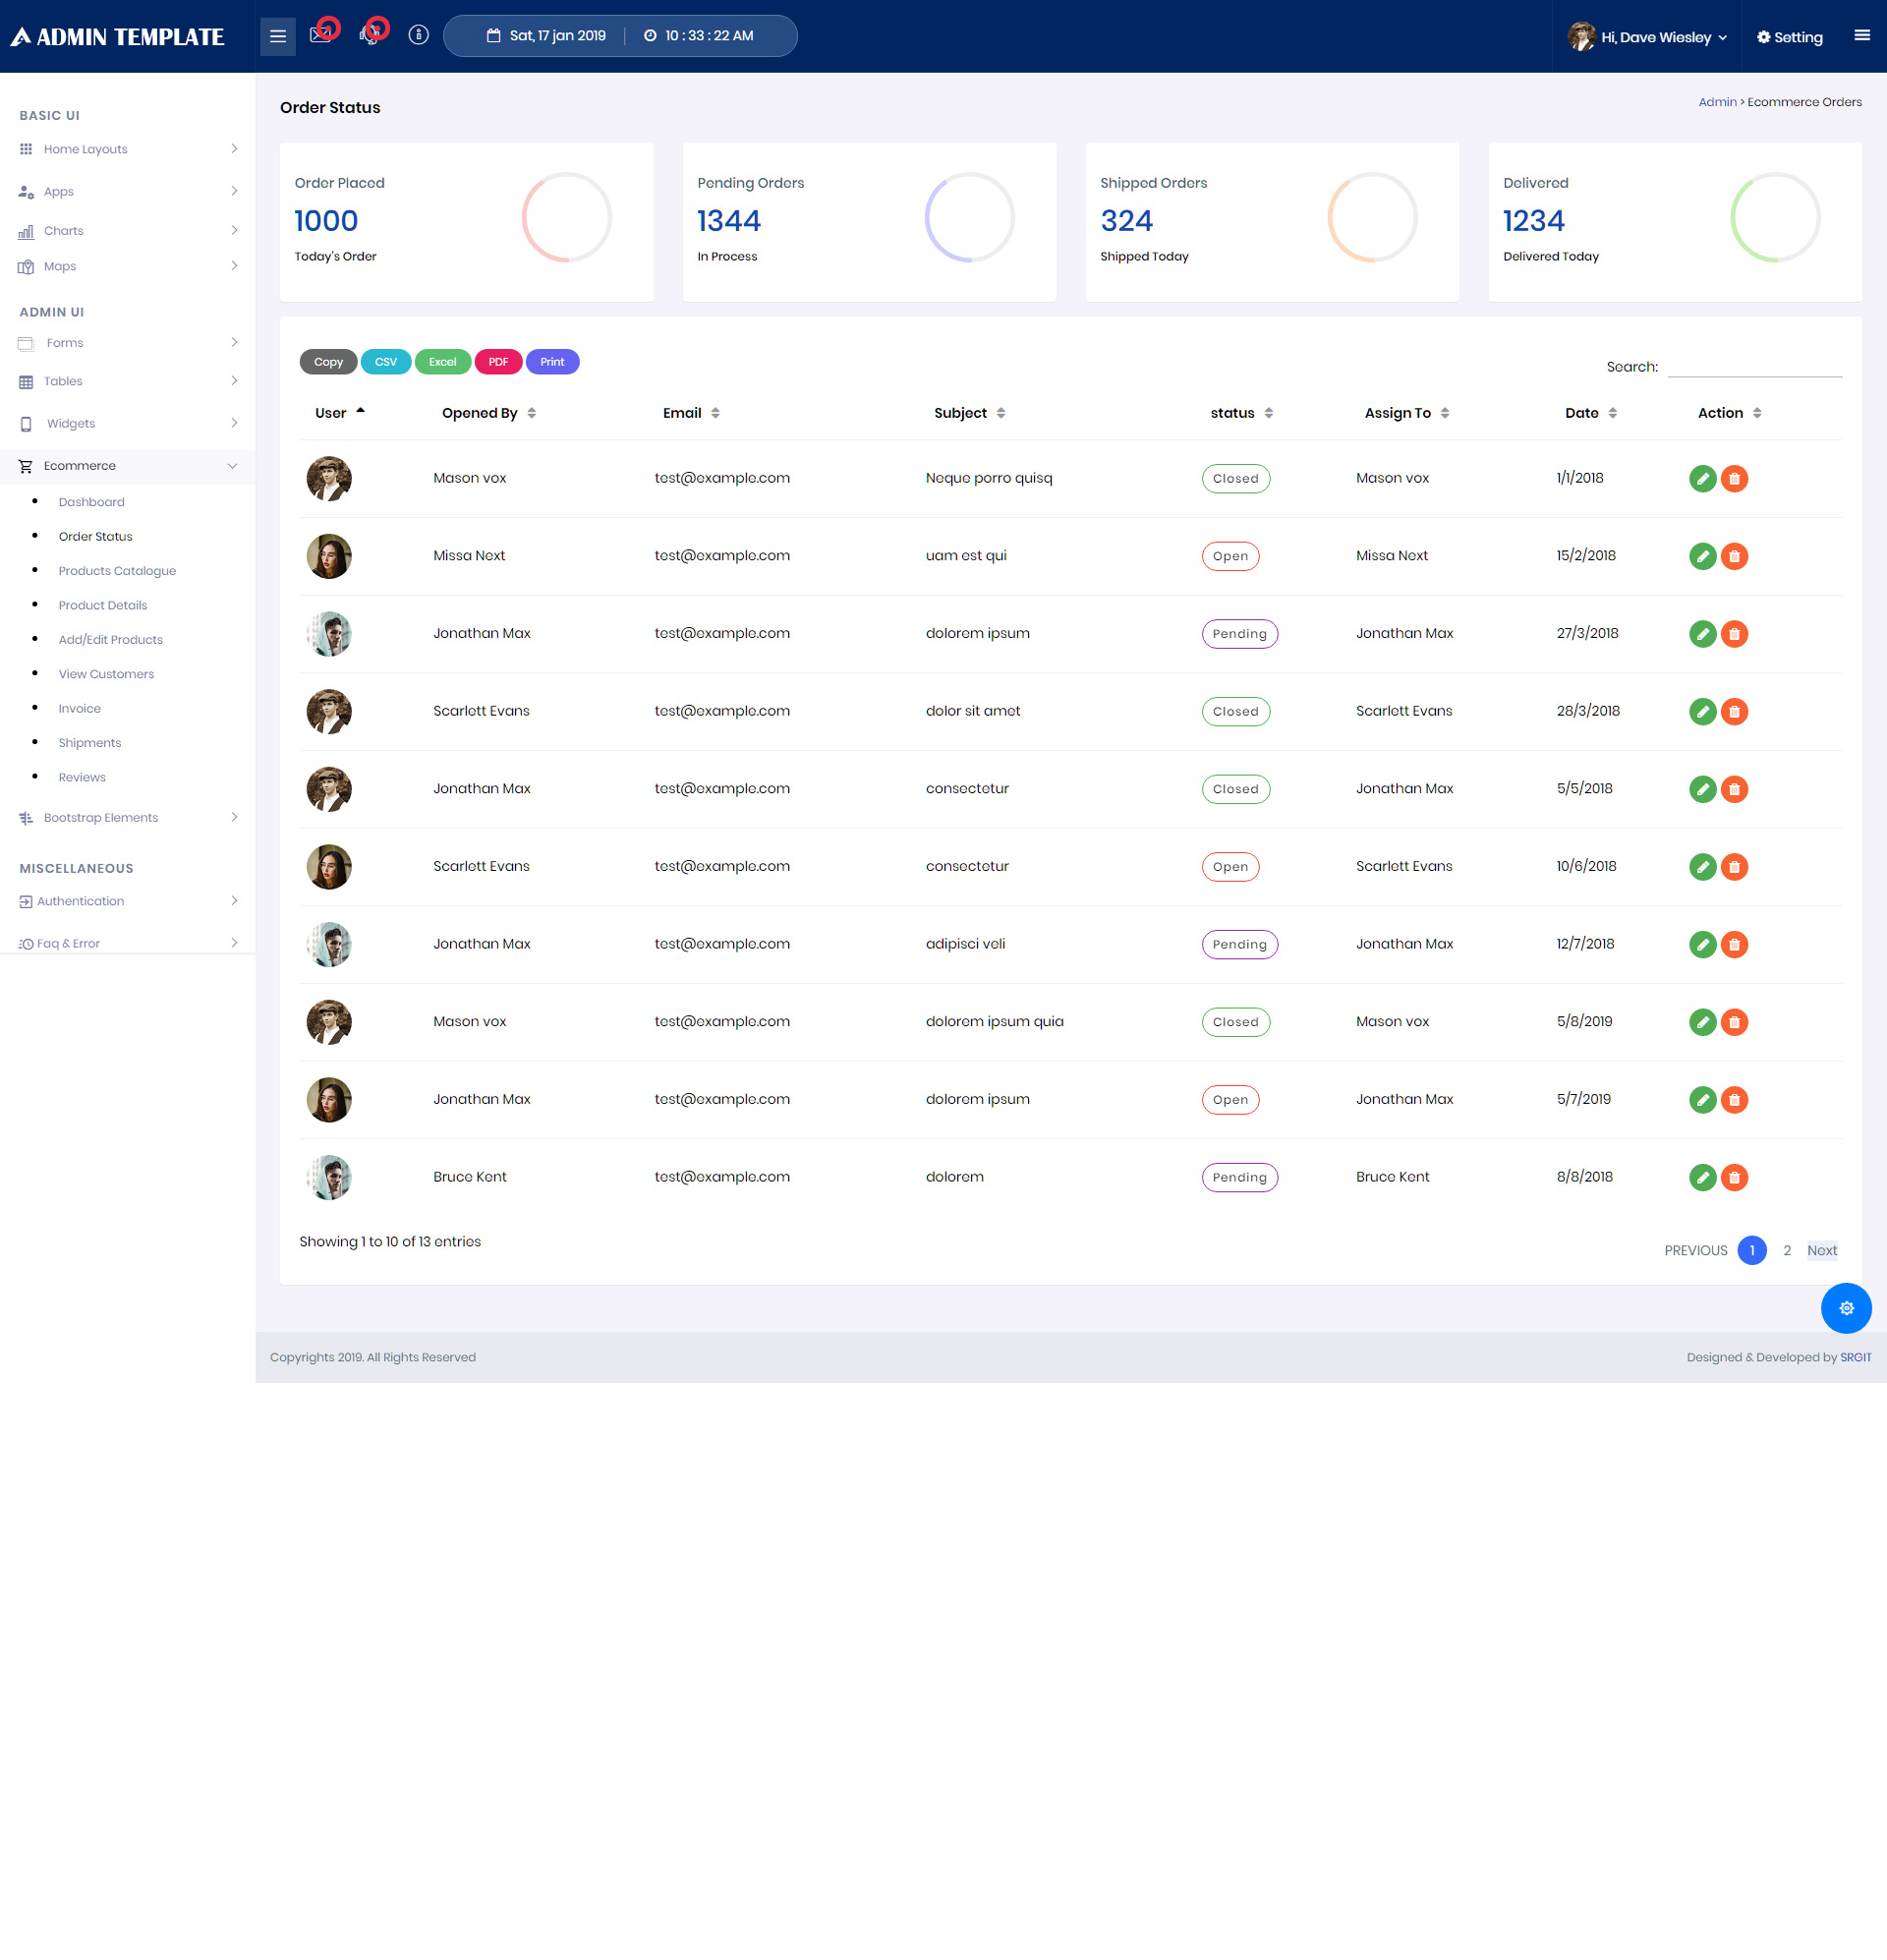 ADMIN TEMPLATE
Sat, 17 jan 2019
10 : 33 : 22 AM
Hi, Dave Wiesley
Setting
BASIC UI
Home Layouts
Apps
Charts
Maps
ADMIN UI
Forms
Tables
Widgets
Ecommerce
Dashboard
Order Status
Products Catalogue
Product Details
Add/Edit Products
View Customers
Invoice
Shipments
Reviews
Bootstrap Elements
MISCELLANEOUS
Authentication
Faq & Error
Order Status
Admin > Ecommerce Orders
Order Placed
1000
Today's Order
Pending Orders
1344
In Process
Shipped Orders
324
Shipped Today
Delivered
1234
Delivered Today
Copy CSV Excel PDF Print
Search:
User Opened By Email Subject status Assign To Date Action
Mason vox test@example.com Neque porro quisq Closed Mason vox 1/1/2018
Missa Next test@example.com uam est qui Open Missa Next 15/2/2018
Jonathan Max test@example.com dolorem ipsum Pending Jonathan Max 27/3/2018
Scarlett Evans test@example.com dolor sit amet Closed Scarlett Evans 28/3/2018
Jonathan Max test@example.com consectetur Closed Jonathan Max 5/5/2018
Scarlett Evans test@example.com consectetur Open Scarlett Evans 10/6/2018
Jonathan Max test@example.com adipisci veli Pending Jonathan Max 12/7/2018
Mason vox test@example.com dolorem ipsum quia Closed Mason vox 5/8/2019
Jonathan Max test@example.com dolorem ipsum Open Jonathan Max 5/7/2019
Bruce Kent test@example.com dolorem Pending Bruce Kent 8/8/2018
Showing 1 to 10 of 13 entries
PREVIOUS 1 2 Next
Copyrights 2019. All Rights Reserved
Designed & Developed by SRGIT